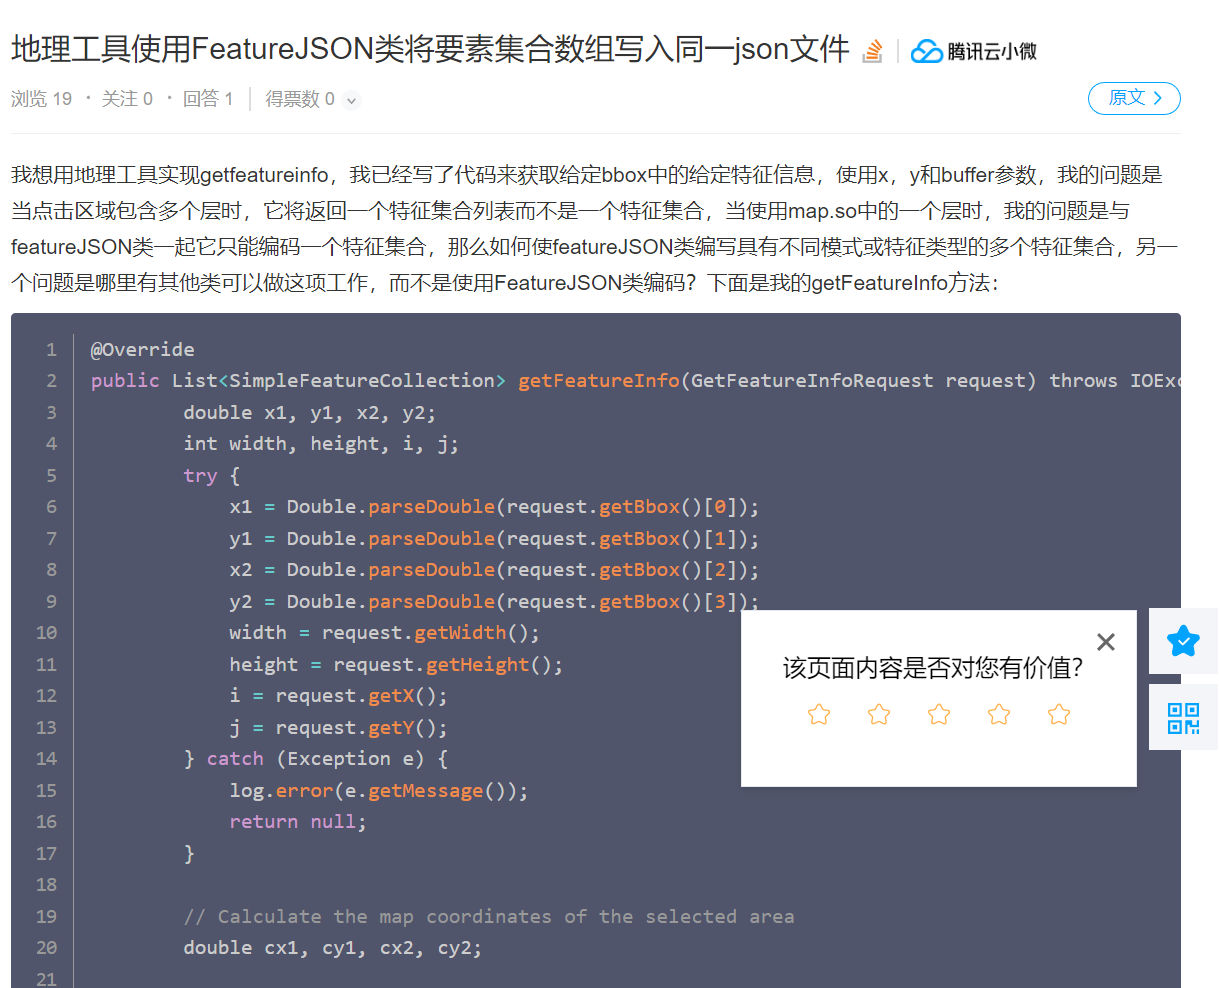 地理工具使用FeatureJSON类将要素集合数组写入同一json文件 腾讯云小微
浏览 19 · 关注 0 · 回答 1 得票数 0 原文
我想用地理工具实现getfeatureinfo，我已经写了代码来获取给定bbox中的给定特征信息，使用x，y和buffer参数，我的问题是
当点击区域包含多个层时，它将返回一个特征集合列表而不是一个特征集合，当使用map.so中的一个层时，我的问题是与
featureJSON类一起它只能编码一个特征集合，那么如何使featureJSON类编写具有不同模式或特征类型的多个特征集合，另一
个问题是哪里有其他类可以做这项工作，而不是使用FeatureJSON类编码？下面是我的getFeatureInfo方法：
1 @Override
2 public List<SimpleFeatureCollection> getFeatureInfo(GetFeatureInfoRequest request) throws IOExc
3 double x1, y1, x2, y2;
4 int width, height, i, j;
5 try {
6 x1 = Double.parseDouble(request.getBbox()[0]);
7 y1 = Double.parseDouble(request.getBbox()[1]);
8 x2 = Double.parseDouble(request.getBbox()[2]);
9 y2 = Double.parseDouble(request.getBbox()[3]);
10 width = request.getWidth();
11 height = request.getHeight();
12 i = request.getX();
13 j = request.getY();
14 } catch (Exception e) {
15 log.error(e.getMessage());
16 return null;
17 }
18
19 // Calculate the map coordinates of the selected area
20 double cx1, cy1, cx2, cy2;
21
该页面内容是否对您有价值?